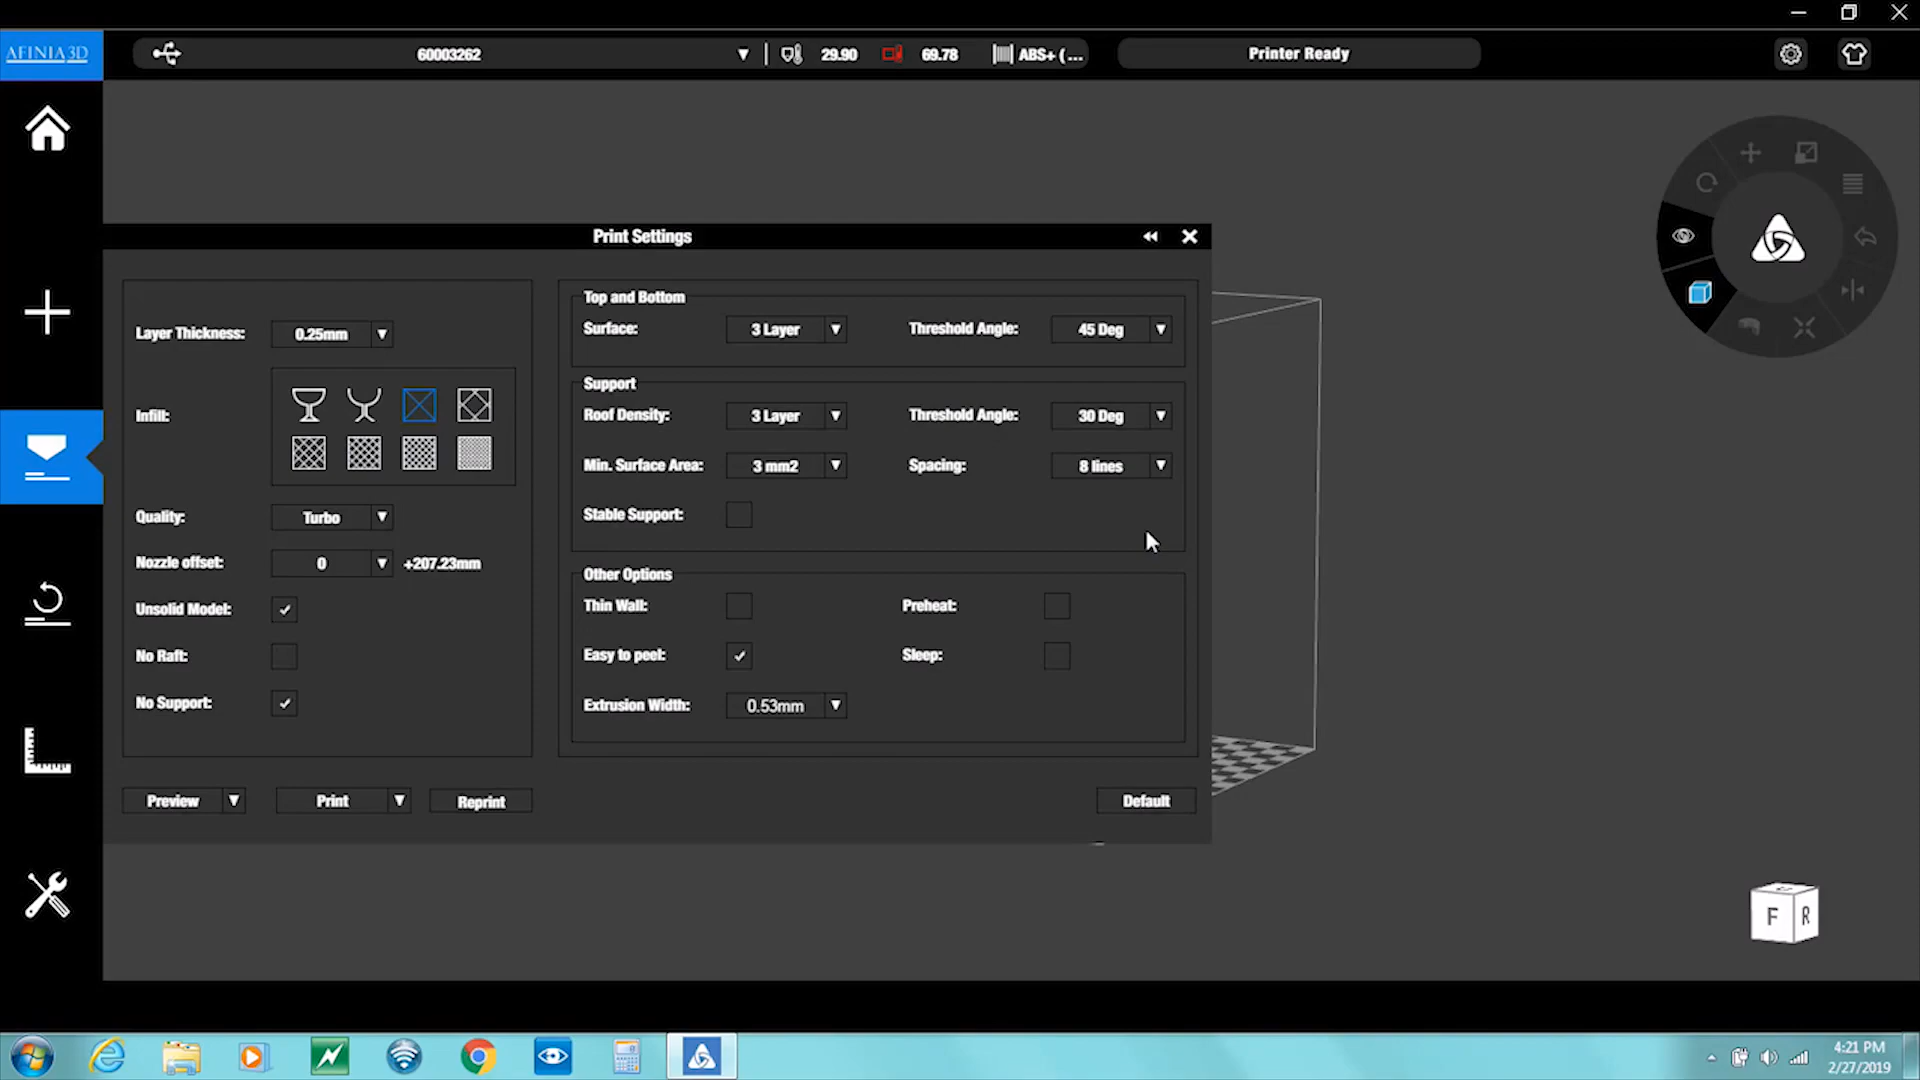 AFINIA3D
60003262
29.90
69.78
ABS+ (...
Printer Ready
Print Settings
Layer Thickness: 0.25mm
Infill:
Quality: Turbo
Nozzle offset: 0 +207.23mm
Unsolid Model:
No Raft:
No Support:
Top and Bottom
Surface: 3 Layer Threshold Angle: 45 Deg
Support
Roof Density: 3 Layer Threshold Angle: 30 Deg
Min. Surface Area: 3 mm2 Spacing: 8 lines
Stable Support:
Other Options
Thin Wall: Preheat:
Easy to peel: Sleep:
Extrusion Width: 0.53mm
Preview Print Reprint Default
F R
4:21 PM
2/27/2019